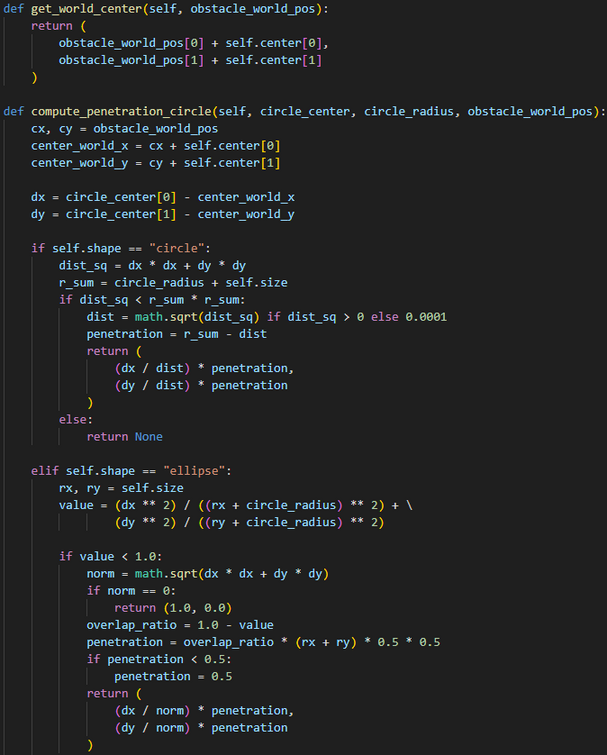 def get_world_center(self, obstacle_world_pos):
    return (
        obstacle_world_pos[0] + self.center[0],
        obstacle_world_pos[1] + self.center[1]
    )

def compute_penetration_circle(self, circle_center, circle_radius, obstacle_world_pos):
    cx, cy = obstacle_world_pos
    center_world_x = cx + self.center[0]
    center_world_y = cy + self.center[1]

    dx = circle_center[0] - center_world_x
    dy = circle_center[1] - center_world_y

    if self.shape == "circle":
        dist_sq = dx * dx + dy * dy
        r_sum = circle_radius + self.size
        if dist_sq < r_sum * r_sum:
            dist = math.sqrt(dist_sq) if dist_sq > 0 else 0.0001
            penetration = r_sum - dist
            return (
                (dx / dist) * penetration,
                (dy / dist) * penetration
            )
        else:
            return None

    elif self.shape == "ellipse":
        rx, ry = self.size
        value = (dx ** 2) / ((rx + circle_radius) ** 2) + \
                (dy ** 2) / ((ry + circle_radius) ** 2)

        if value < 1.0:
            norm = math.sqrt(dx * dx + dy * dy)
            if norm == 0:
                return (1.0, 0.0)
            overlap_ratio = 1.0 - value
            penetration = overlap_ratio * (rx + ry) * 0.5 * 0.5
            if penetration < 0.5:
                penetration = 0.5
            return (
                (dx / norm) * penetration,
                (dy / norm) * penetration
            )